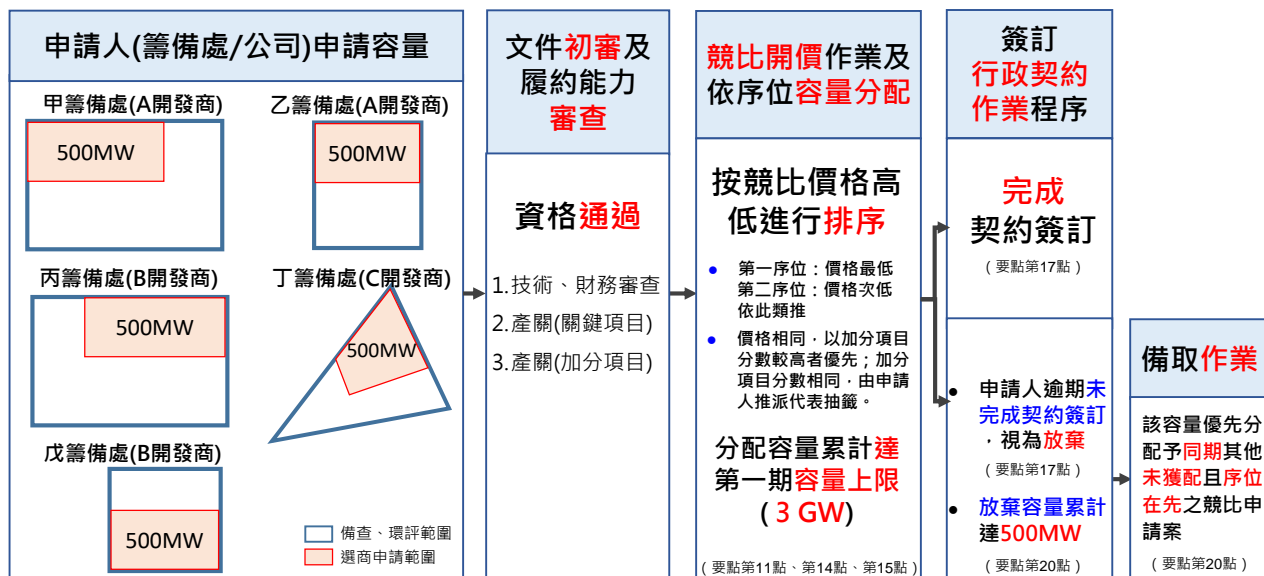 申請人(籌備處/公司)申請容量
甲籌備處(A開發商)
500MW
乙籌備處(A開發商)
500MW
丙籌備處(B開發商)
500MW
丁籌備處(C開發商)
500MW
戊籌備處(B開發商)
500MW
備查、環評範圍
選商申請範圍
文件初審及
履約能力
審查
資格通過
1.技術、財務審查
2.產關(關鍵項目)
3.產關(加分項目)
競比開價作業及
依序位容量分配
按競比價格高
低進行排序
● 第一序位：價格最低
第二序位：價格次低
依此類推
● 價格相同，以加分項目
分數較高者優先；加分
項目分數相同，由申請
人推派代表抽籤。
分配容量累計達
第一期容量上限
( 3 GW)
(要點第11點、第14點、第15點)
簽訂
行政契約
作業程序
完成
契約簽訂
(要點第17點)
● 申請人逾期未
完成契約簽訂
，視為放棄
(要點第17點)
● 放棄容量累計
達500MW
(要點第20點)
備取作業
該容量優先分
配予同期其他
未獲配且序位
在先之競比申
請案
(要點第20點)